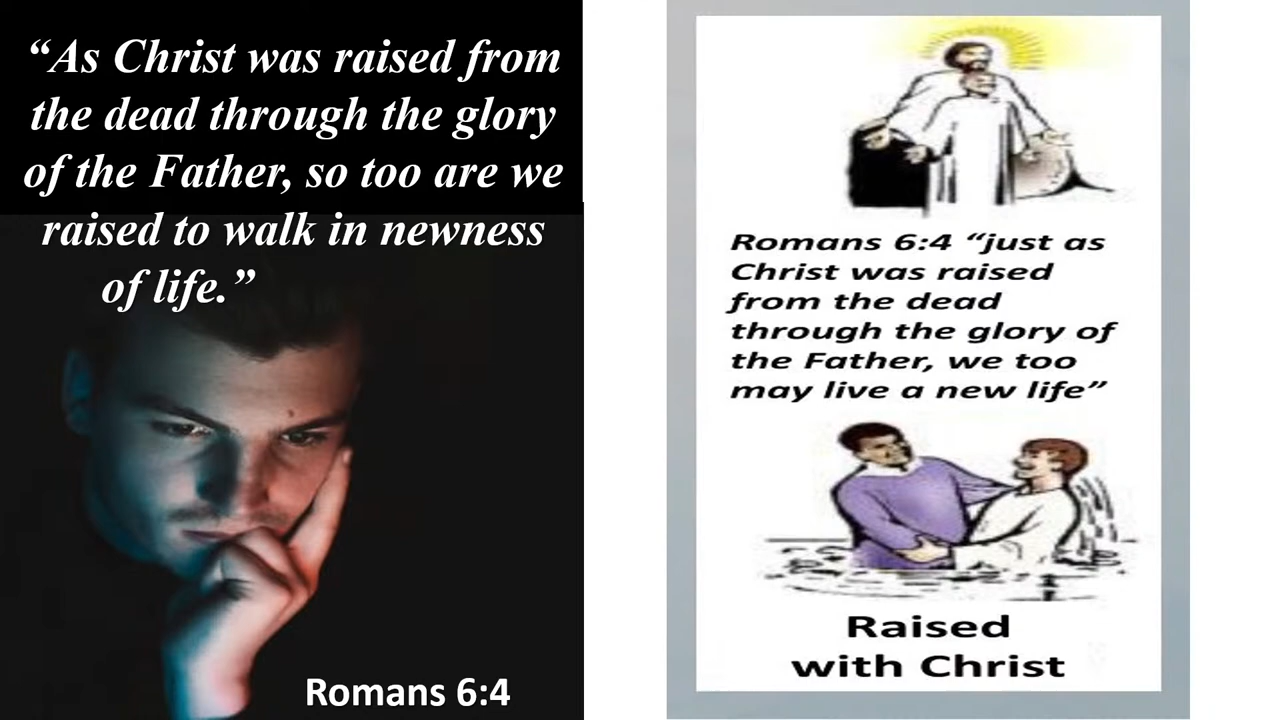 “As Christ was raised from
the dead through the glory
of the Father, so too are we
raised to walk in newness
of life.”
Romans 6:4
Romans 6:4 “just as
Christ was raised
from the dead
through the glory of
the Father, we too
may live a new life”
Raised
with Christ